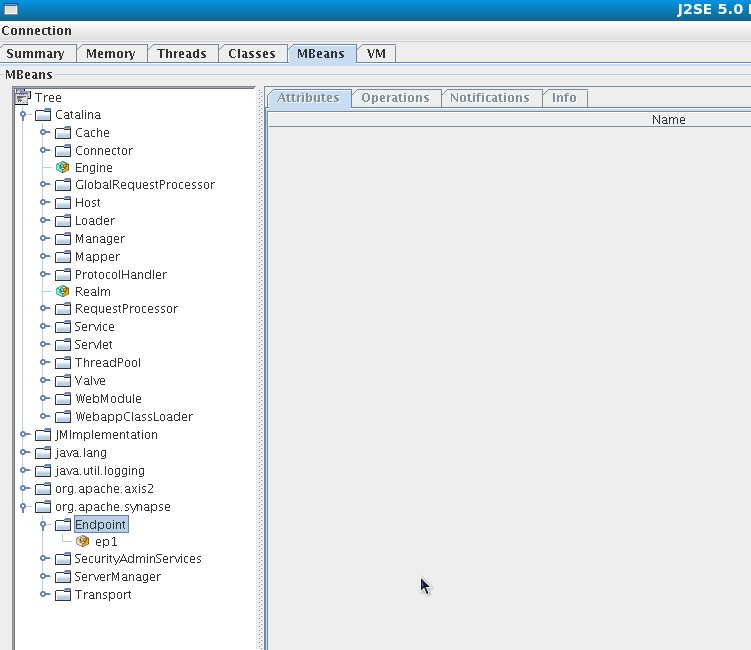 J2SE 5.0
Connection
Summary Memory Threads Classes MBeans VM
MBeans
Tree
Attributes Operations Notifications Info
Name
Catalina
Cache
Connector
Engine
GlobalRequestProcessor
Host
Loader
Manager
Mapper
ProtocolHandler
Realm
RequestProcessor
Service
Servlet
ThreadPool
Valve
WebModule
WebappClassLoader
JMImplementation
java.lang
java.util.logging
org.apache.axis2
org.apache.synapse
Endpoint
ep1
SecurityAdminServices
ServerManager
Transport